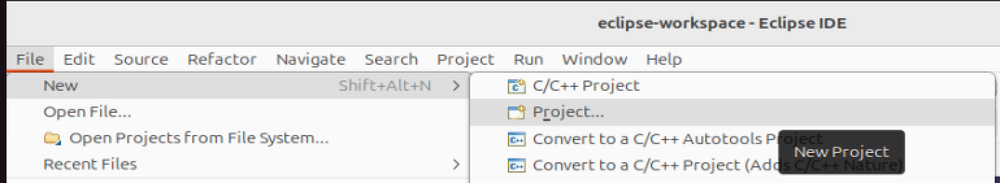 eclipse-workspace - Eclipse IDE
File Edit Source Refactor Navigate Search Project Run Window Help
New Shift+Alt+N > C/C++ Project
Open File... Project...
Open Projects from File System... Convert to a C/C++ Autotools Project
New Project
Recent Files > Convert to a C/C++ Project (Adds C/C++ Nature)